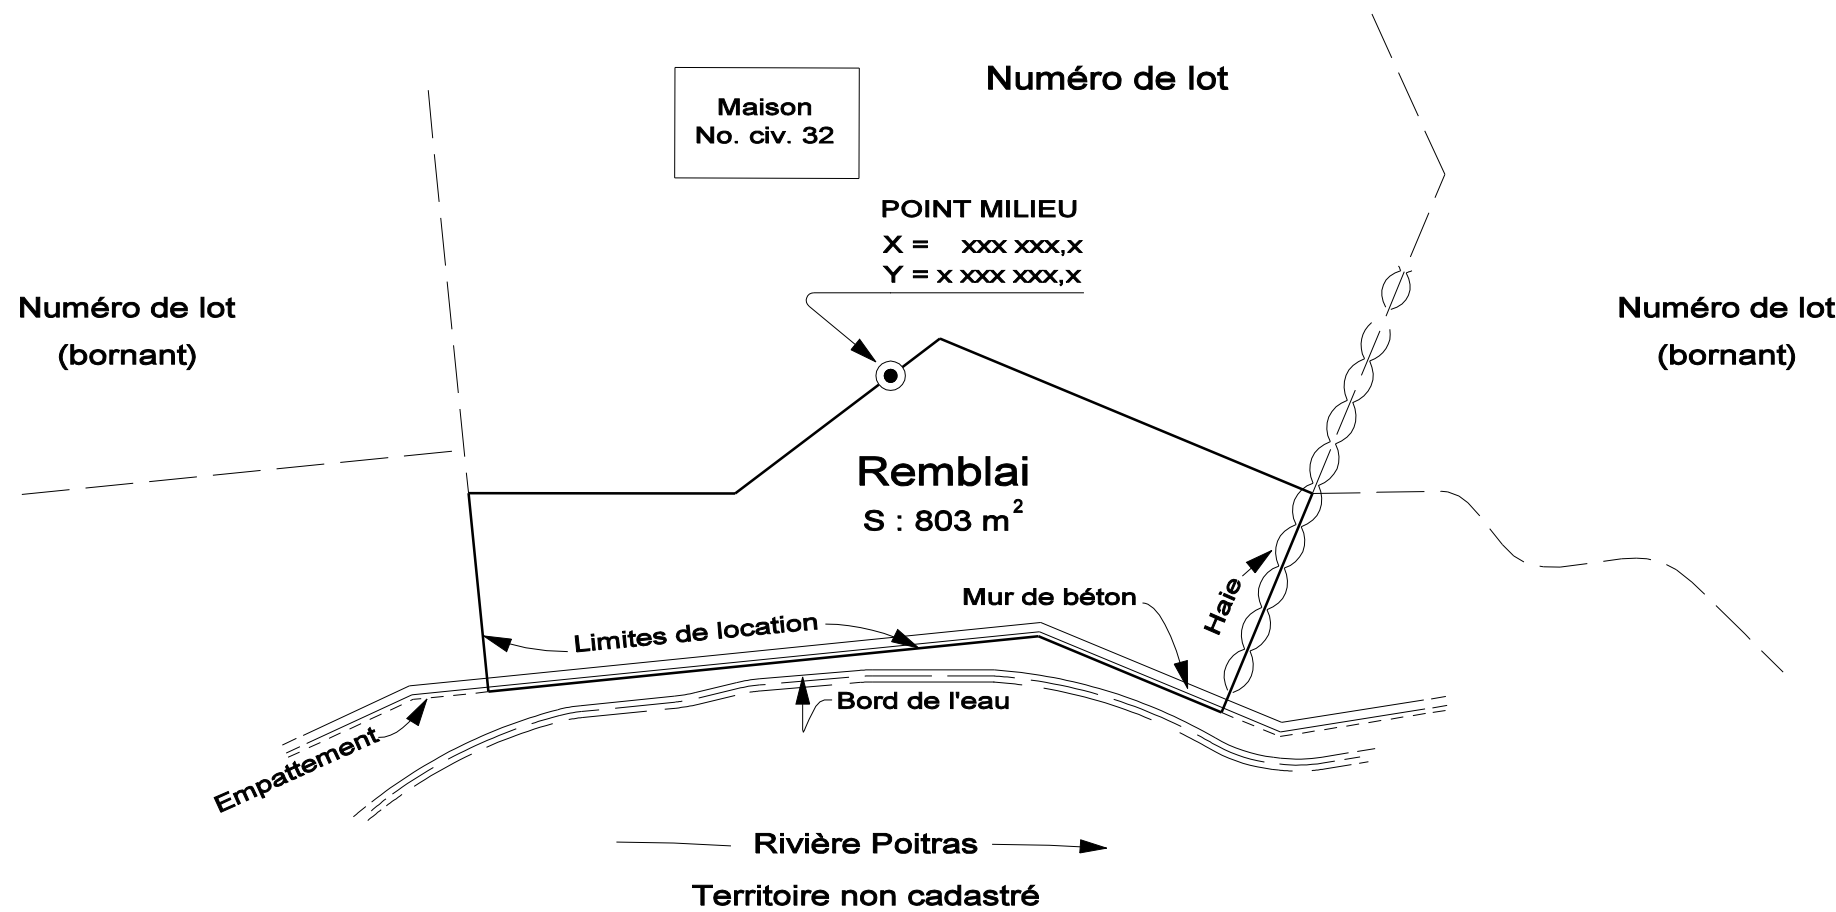 Numéro de lot
Maison
No. civ. 32
POINT MILIEU
X = xxx xxx,x
Y = x xxx xxx,x
Numéro de lot
(bornant)
Numéro de lot
(bornant)
Remblai
S : 803 m²
Haie
Mur de béton
Limites de location
Bord de l'eau
Empattement
Rivière Poitras
Territoire non cadastré